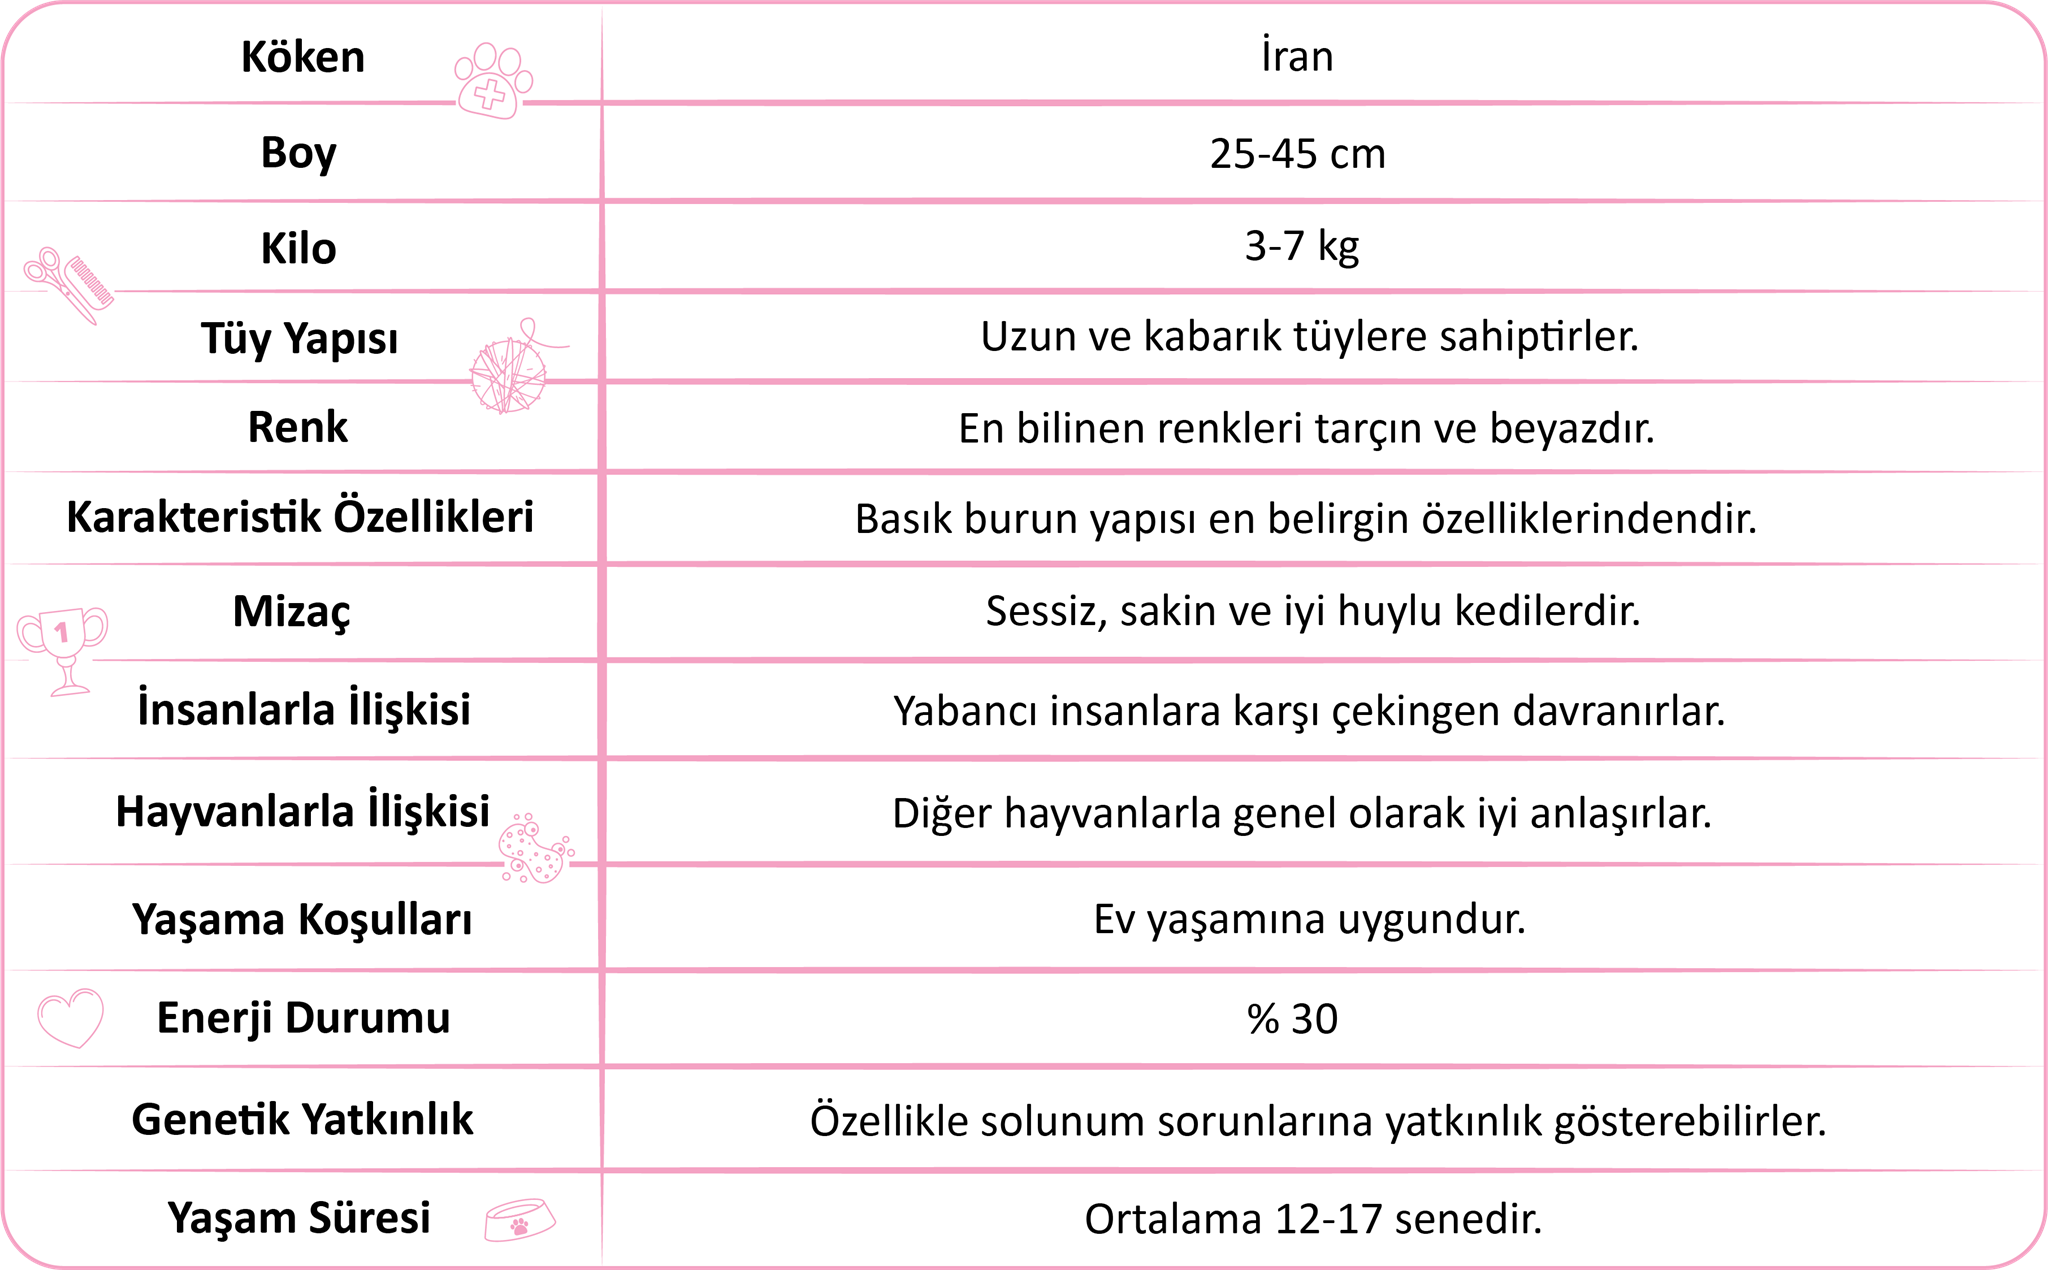 Köken İran
Boy 25-45 cm
Kilo 3-7 kg
Tüy Yapısı Uzun ve kabarık tüylere sahiptirler.
Renk En bilinen renkleri tarçın ve beyazdır.
Karakteristik Özellikleri Basık burun yapısı en belirgin özelliklerindendir.
Mizaç Sessiz, sakin ve iyi huylu kedilerdir.
1
İnsanlarla İlişkisi Yabancı insanlara karşı çekingen davranırlar.
Hayvanlarla İlişkisi Diğer hayvanlarla genel olarak iyi anlaşırlar.
Yaşama Koşulları Ev yaşamına uygundur.
Enerji Durumu % 30
Genetik Yatkınlık Özellikle solunum sorunlarına yatkınlık gösterebilirler.
Yaşam Süresi Ortalama 12-17 senedir.